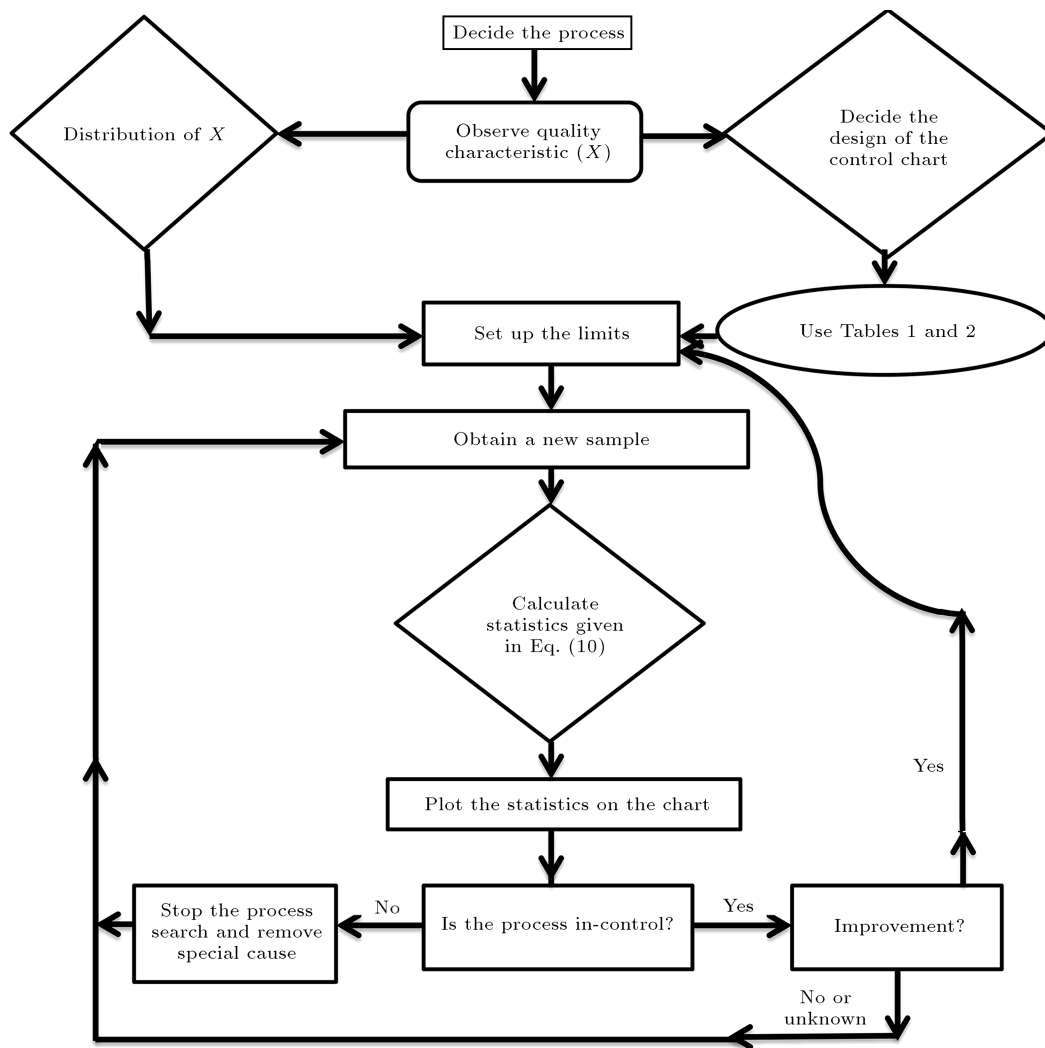 Decide the process
Distribution of X
Observe quality
characteristic (X)
Decide the
design of the
control chart
Set up the limits
Use Tables 1 and 2
Obtain a new sample
Calculate
statistics given
in Eq. (10)
Yes
Plot the statistics on the chart
Stop the process
search and remove
special cause
No
Is the process in-control?
Yes
Improvement?
No or
unknown